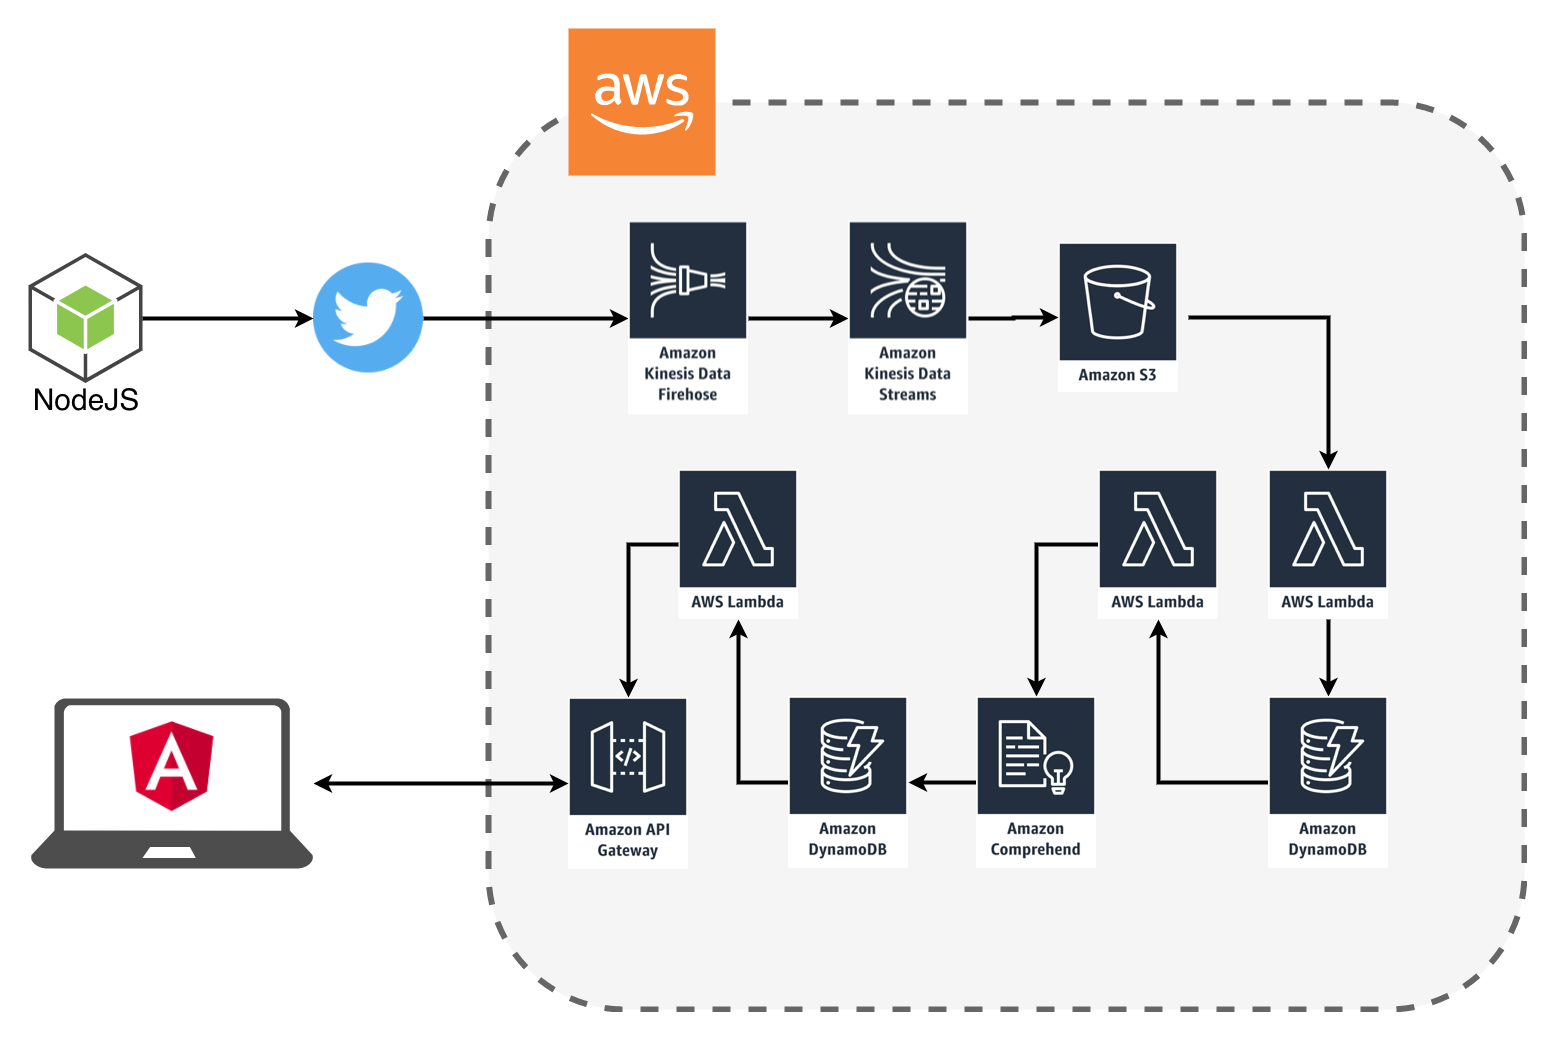 aws
NodeJS
Amazon
Kinesis Data
Firehose
Amazon
Kinesis Data
Streams
Amazon S3
AWS Lambda
AWS Lambda
AWS Lambda
A
</>
Amazon API
Gateway
Amazon
DynamoDB
Amazon
Comprehend
Amazon
DynamoDB